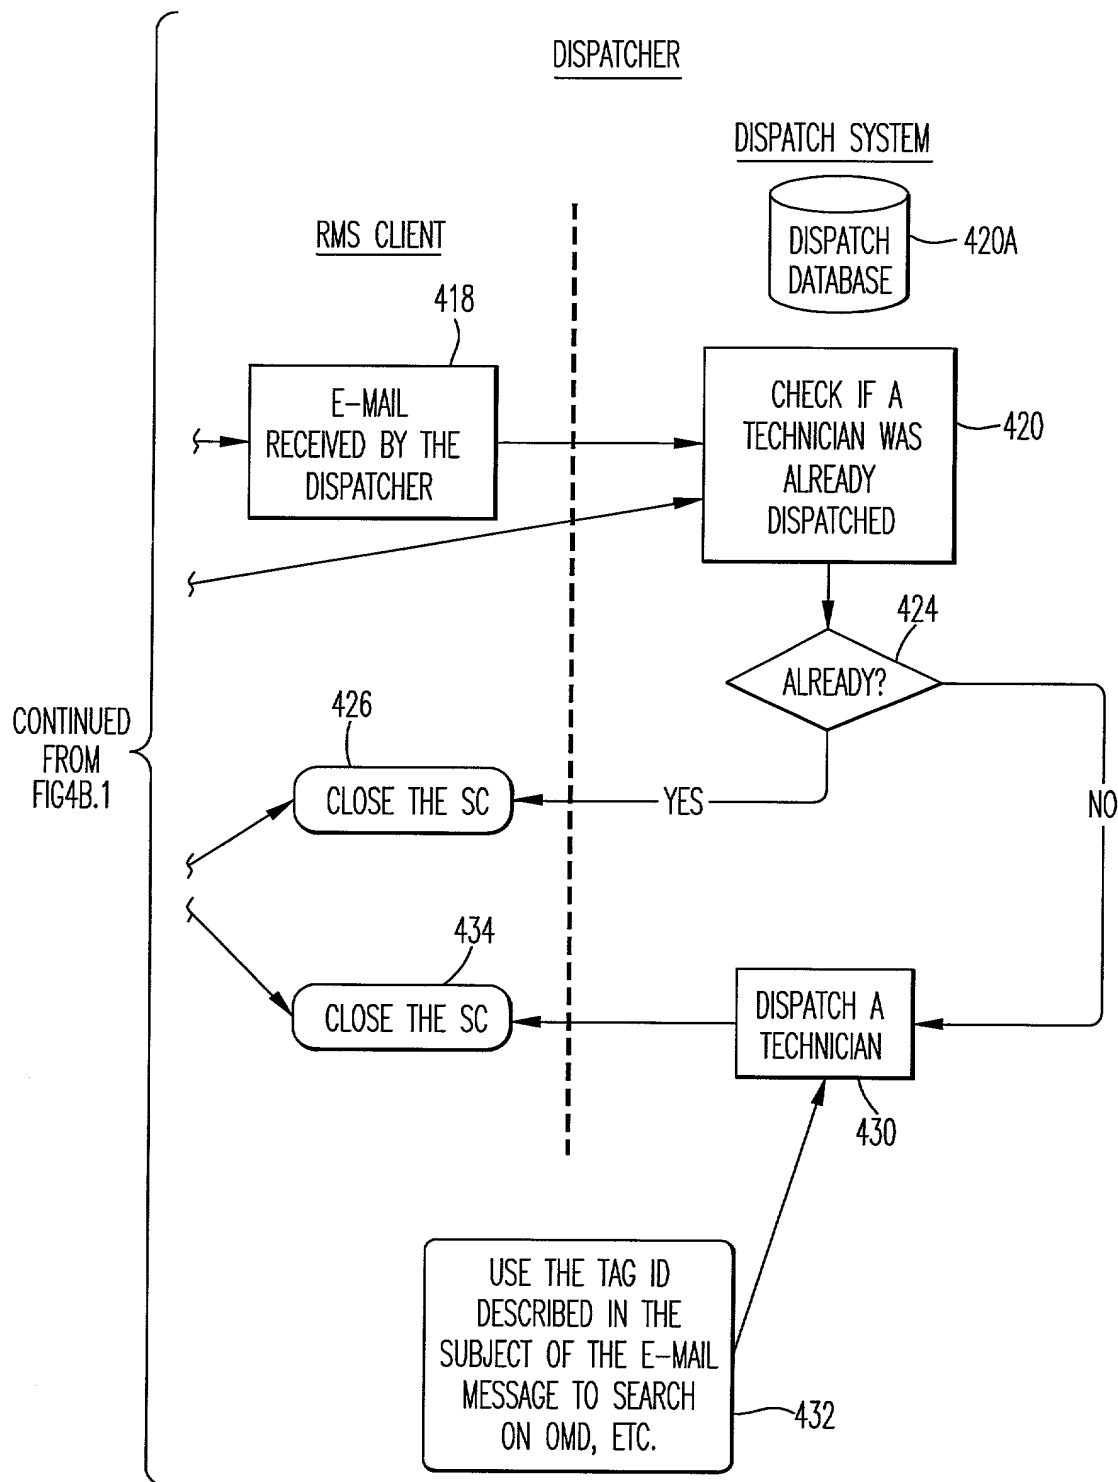 DISPATCHER
DISPATCH SYSTEM
DISPATCH
DATABASE
420A
RMS CLIENT
418
E-MAIL
RECEIVED BY THE
DISPATCHER
CHECK IF A
TECHNICIAN WAS
ALREADY
DISPATCHED
420
424
ALREADY?
CONTINUED
FROM
FIG4B.1
426
CLOSE THE SC
YES
NO
434
CLOSE THE SC
DISPATCH A
TECHNICIAN
430
USE THE TAG ID
DESCRIBED IN THE
SUBJECT OF THE E-MAIL
MESSAGE TO SEARCH
ON OMD, ETC.
432